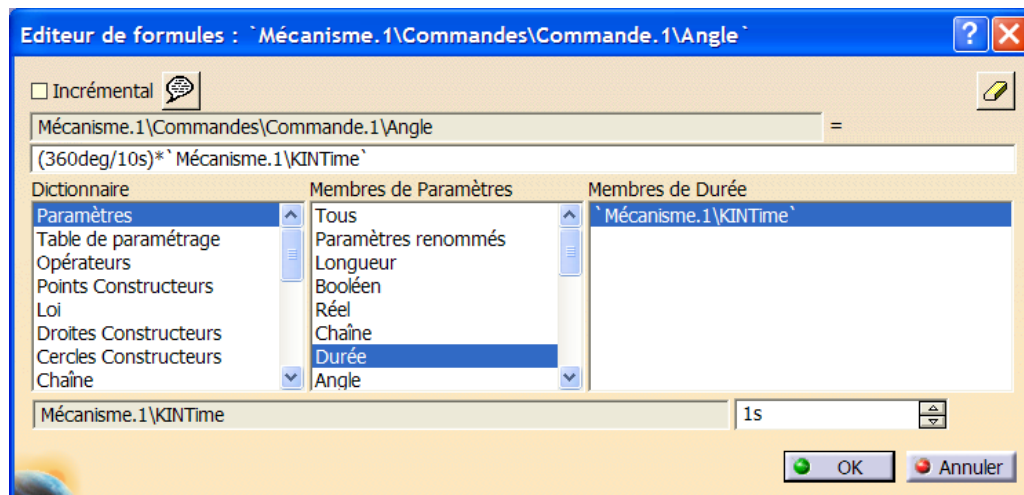 Editeur de formules : `Mécanisme.1\Commandes\Commande.1\Angle`
Incrémental
Mécanisme.1\Commandes\Commande.1\Angle =
(360deg/10s)*`Mécanisme.1\KINTime`
Dictionnaire Membres de Paramètres Membres de Durée
Paramètres Tous `Mécanisme.1\KINTime`
Table de paramétrage Paramètres renommés
Opérateurs Longueur
Points Constructeurs Booléen
Loi Réel
Droites Constructeurs Chaîne
Cercles Constructeurs Durée
Chaîne Angle
Mécanisme.1\KINTime 1s
OK Annuler